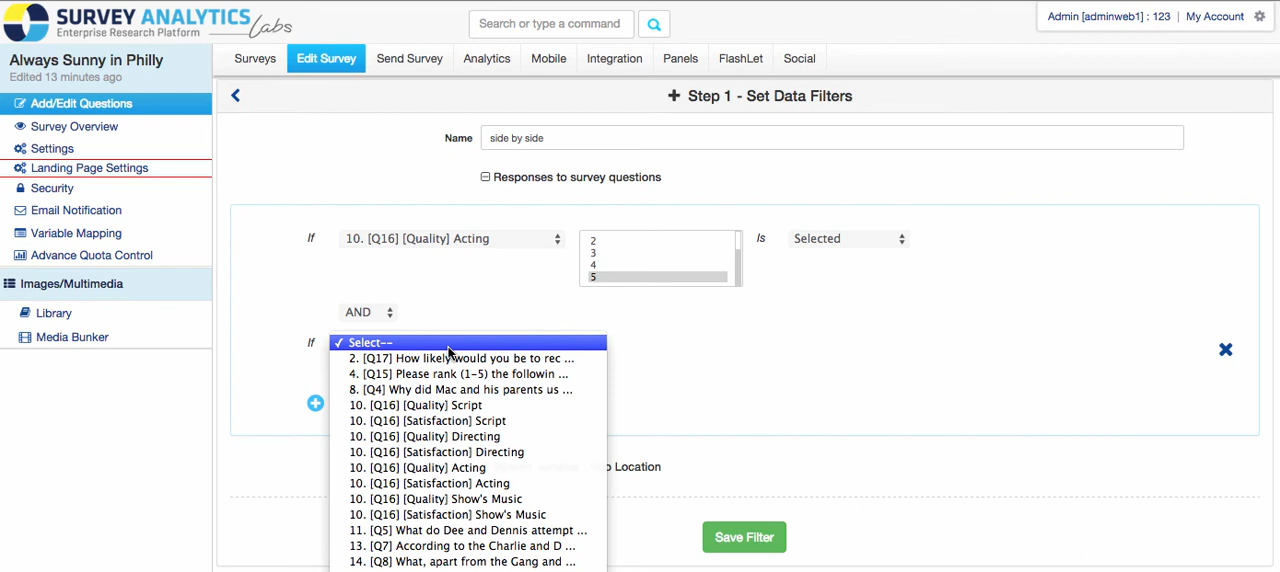 SURVEY ANALYTICS
Enterprise Research Platform
Labs
Search or type a command
Admin [adminweb1] : 123 | My Account
Always Sunny in Philly
Edited 13 minutes ago
Surveys
Edit Survey
Send Survey
Analytics
Mobile
Integration
Panels
FlashLet
Social
Add/Edit Questions
Survey Overview
Settings
Landing Page Settings
Security
Email Notification
Variable Mapping
Advance Quota Control
Images/Multimedia
Library
Media Bunker
Step 1 - Set Data Filters
Name
side by side
Responses to survey questions
If
10. [Q16] [Quality] Acting
2
3
4
5
Is
Selected
AND
If
✓ Select--
2. [Q17] How likely would you be to rec ...
4. [Q15] Please rank (1-5) the followin ...
8. [Q4] Why did Mac and his parents us ...
10. [Q16] [Quality] Script
10. [Q16] [Satisfaction] Script
10. [Q16] [Quality] Directing
10. [Q16] [Satisfaction] Directing
10. [Q16] [Quality] Acting
10. [Q16] [Satisfaction] Acting
10. [Q16] [Quality] Show's Music
10. [Q16] [Satisfaction] Show's Music
11. [Q5] What do Dee and Dennis attempt ...
13. [Q7] According to the Charlie and D ...
14. [Q8] What, apart from the Gang and ...
Location
Save Filter